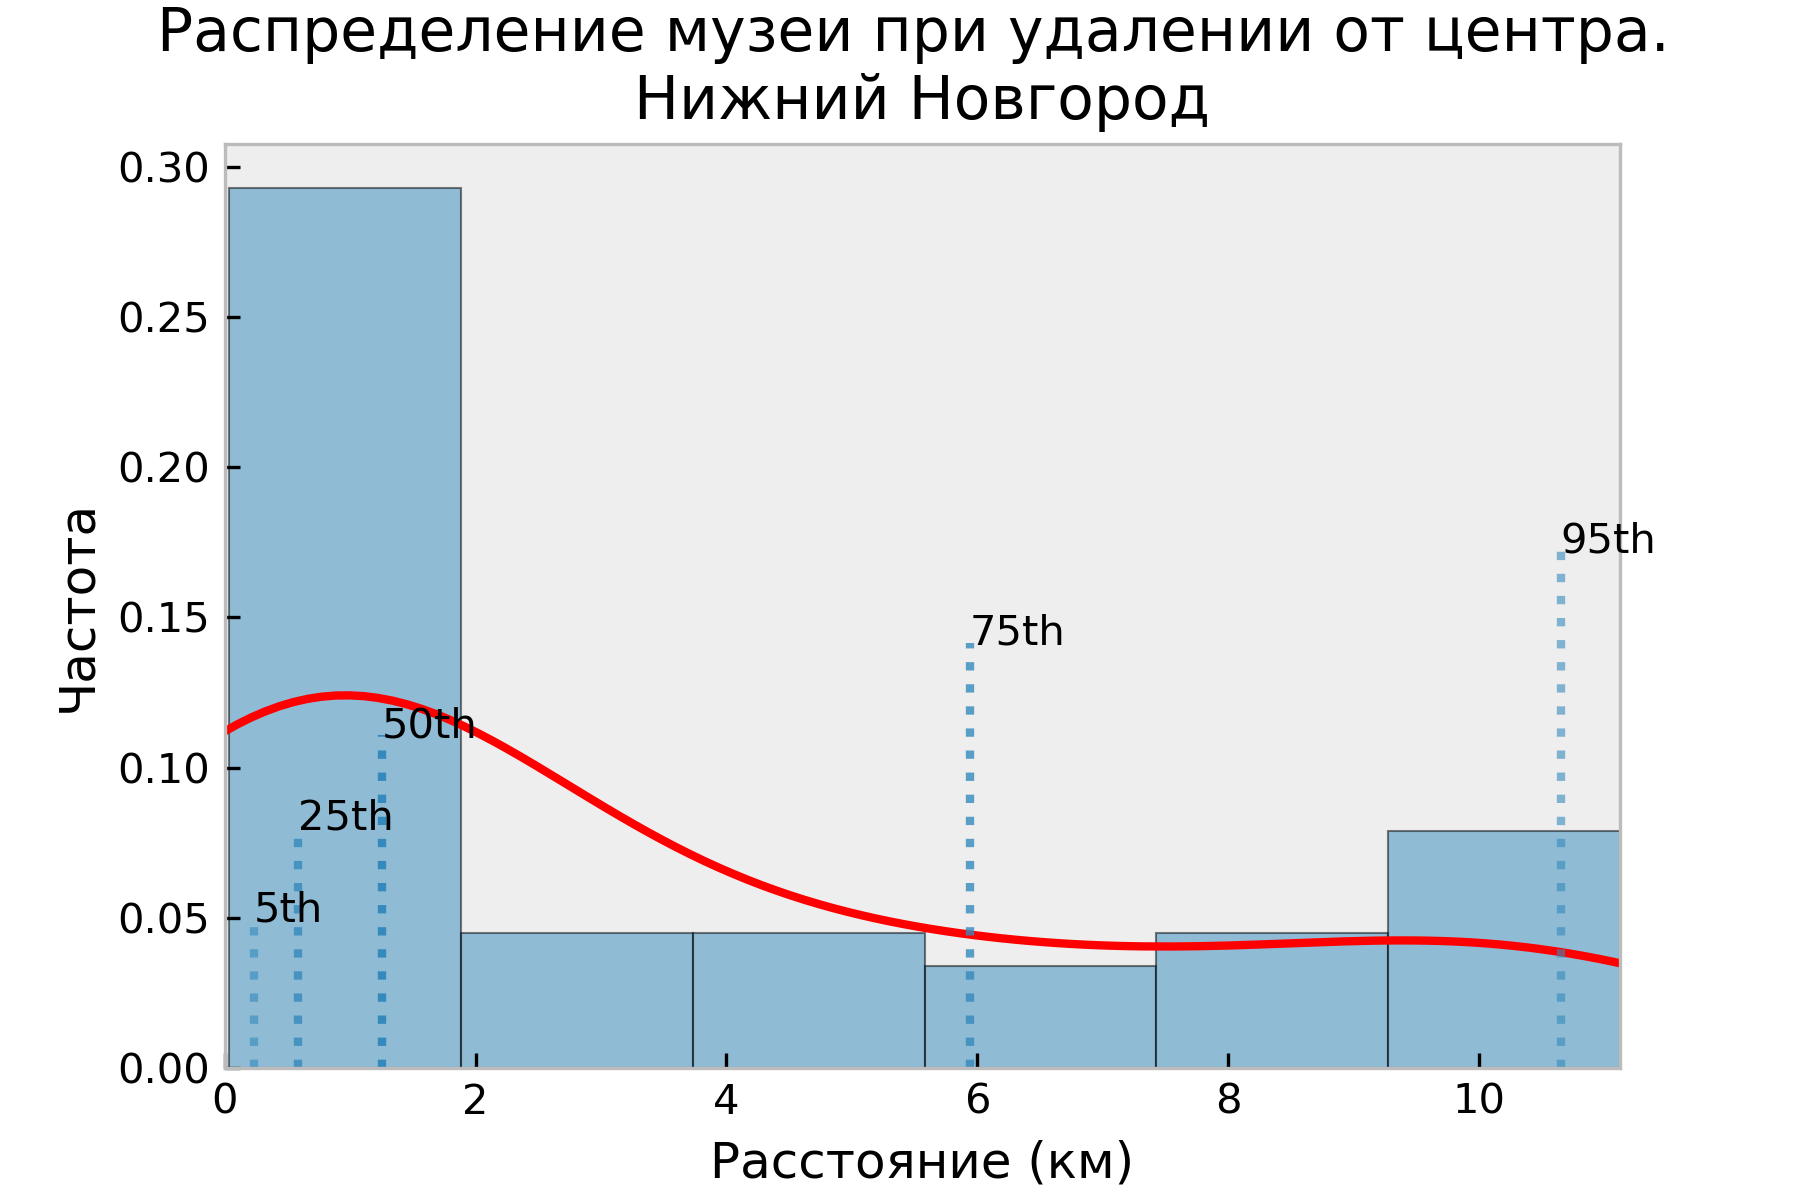 Распределение музеи при удалении от центра.
Нижний Новгород
0.30
0.25
0.20
0.15
0.10
0.05
0.00
Частота
5th
25th
50th
75th
95th
0 2 4 6 8 10
Расстояние (км)